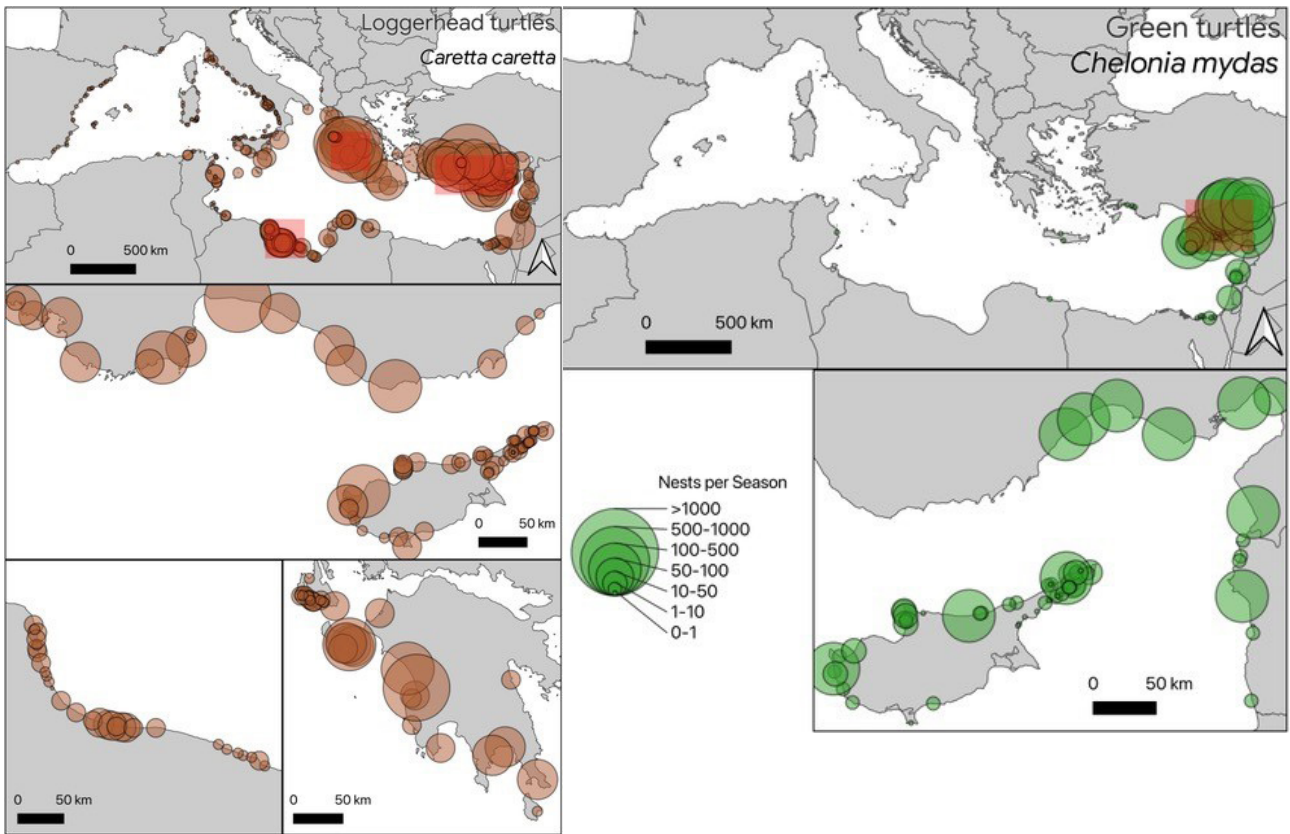 Loggerhead turtles
Caretta caretta
0 500 km
0 50 km
0 50 km
0 50 km
Green turtles
Chelonia mydas
0 500 km
Nests per Season
>1000
500-1000
100-500
50-100
10-50
1-10
0-1
0 50 km